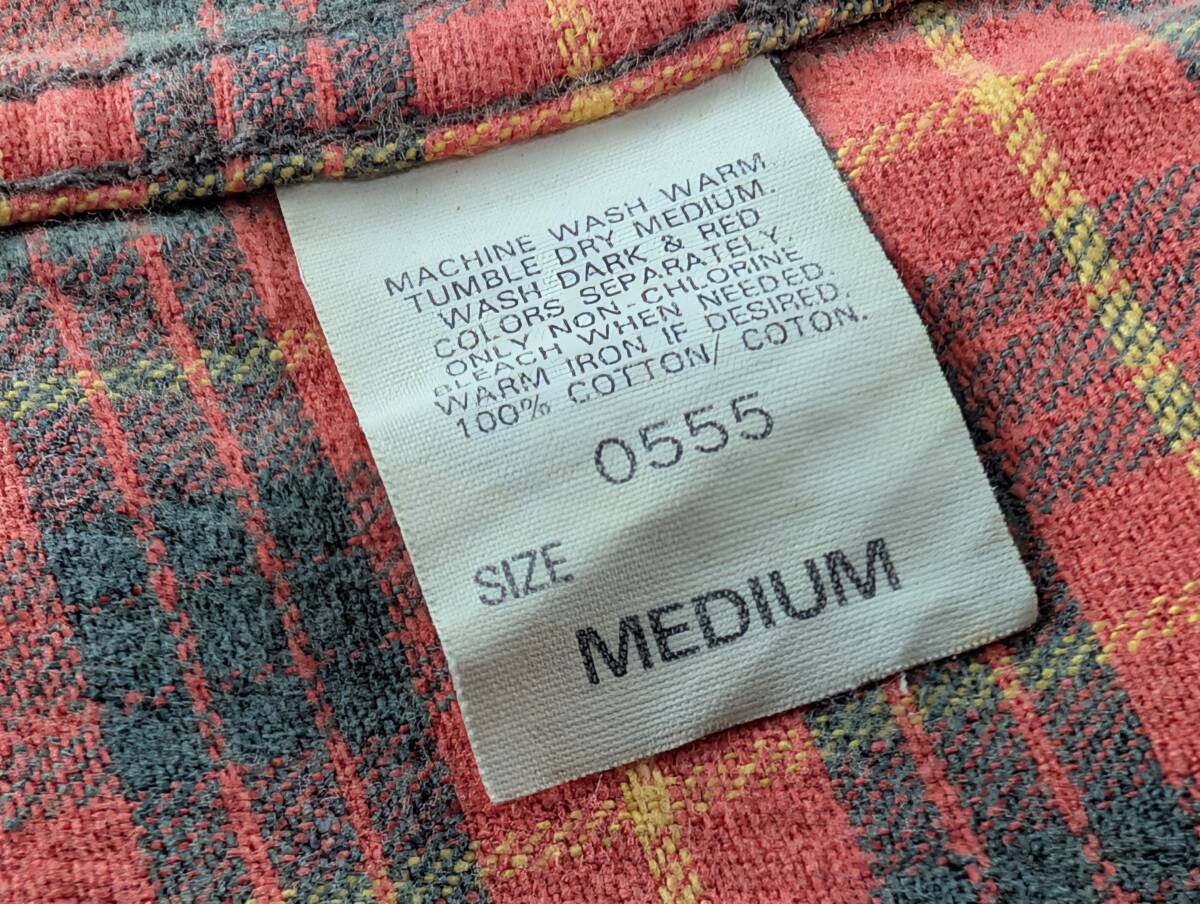 MACHINE WASH WARM
TUMBLE DRY MEDIUM.
WASH DARK & RED
COLORS SEPARATELY.
ONLY NON-CHLORINE
BLEACH WHEN NEEDED.
WARM IRON IF DESIRED.
100% COTTON/ COTON.
0555
SIZE
MEDIUM